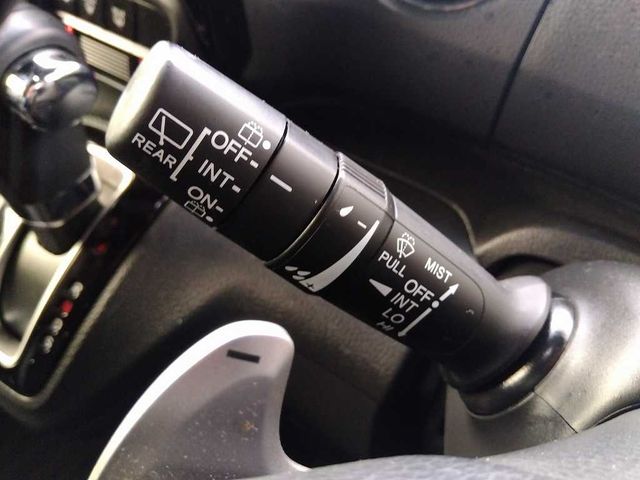 REAR
OFF
INT
ON
PULL
MIST
OFF
INT
LO
HI